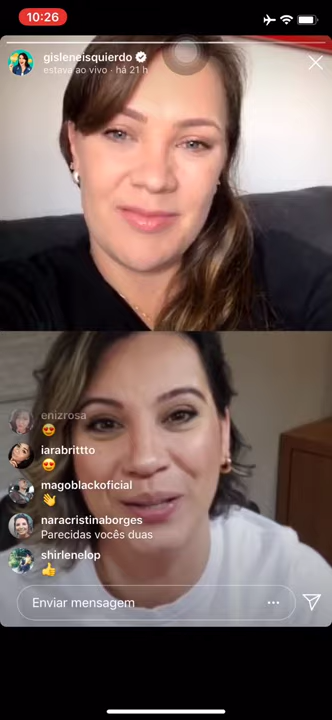 10:26
gisleneisquierdo
estava ao vivo · há 21 h
enizrosa
😍
iarabrittto
😍
magoblackoficial
👋
naracristinaborges
Parecidas vocês duas
shirlenelop
👍
Enviar mensagem